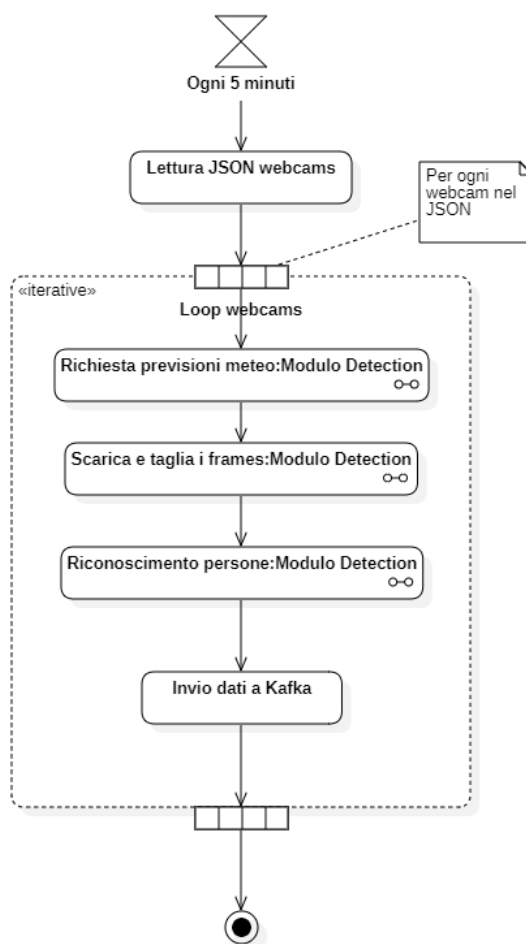 Ogni 5 minuti
Lettura JSON webcams
Per ogni
webcam nel
JSON
«iterative»
Loop webcams
Richiesta previsioni meteo:Modulo Detection
Scarica e taglia i frames:Modulo Detection
Riconoscimento persone:Modulo Detection
Invio dati a Kafka